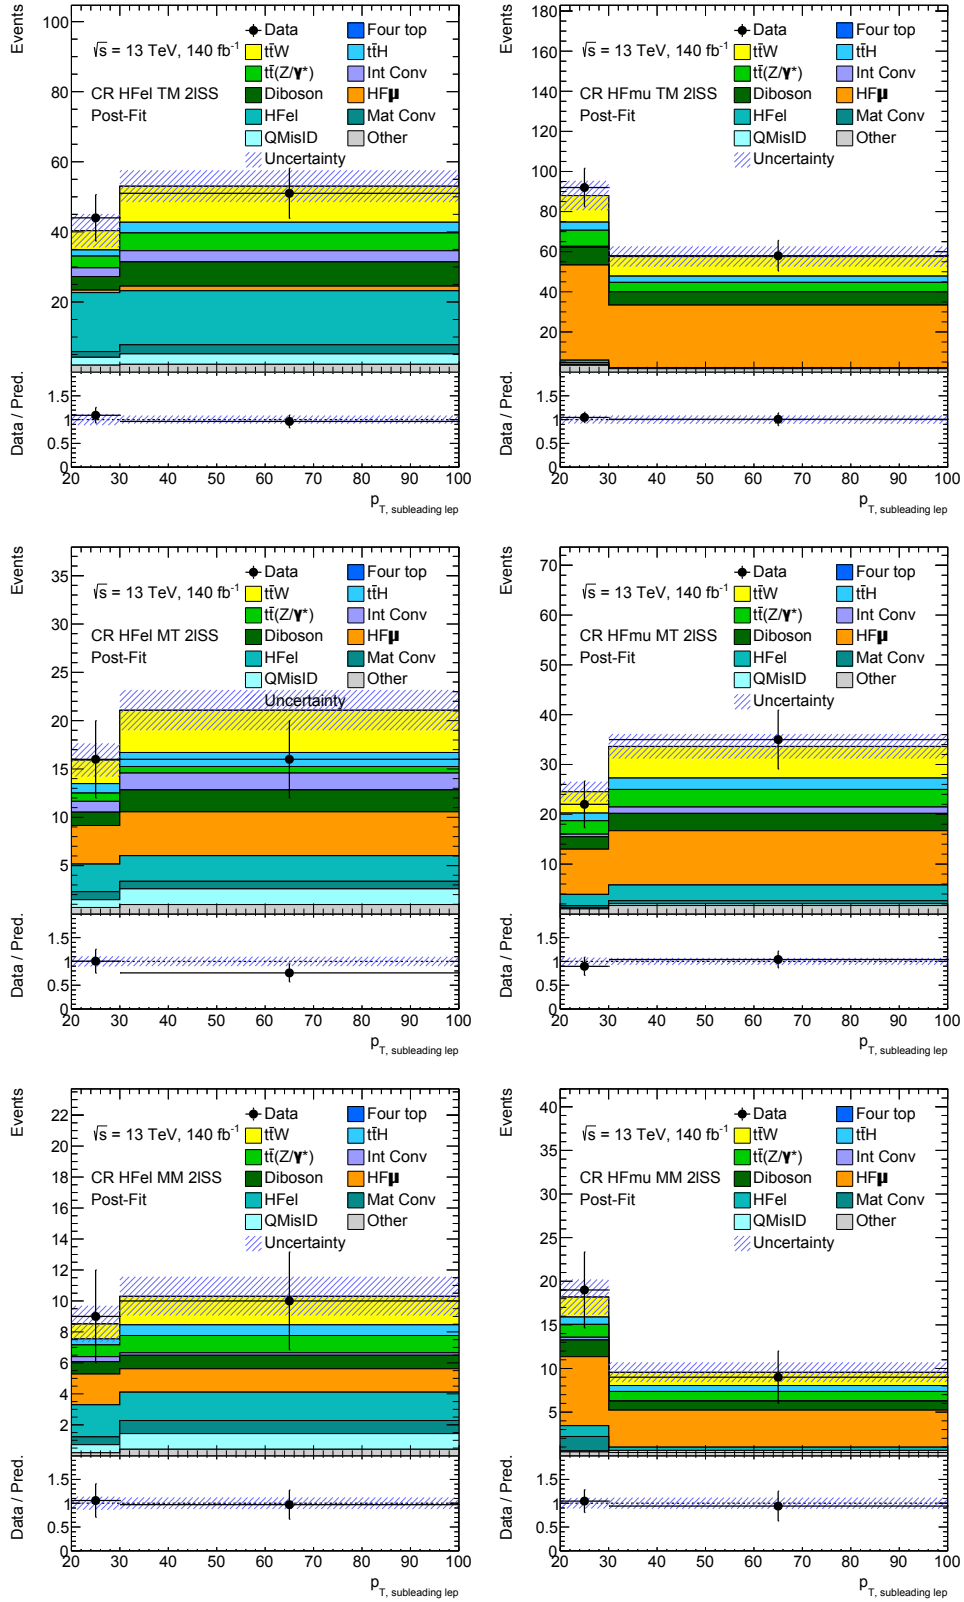 Events
100
80
60
40
20
√s = 13 TeV, 140 fb⁻¹
CR HFel TM 2lSS
Post-Fit
Data
Four top
tt̄W
tt̄H
tt̄(Z/γ*)
Int Conv
Diboson
HFμ
HFel
Mat Conv
QMisID
Other
Uncertainty
Data / Pred.
1.5
1
0.5
0
20 30 40 50 60 70 80 90 100
p_T, subleading lep
Events
180
160
140
120
100
80
60
40
20
√s = 13 TeV, 140 fb⁻¹
CR HFmu TM 2lSS
Post-Fit
Data
Four top
tt̄W
tt̄H
tt̄(Z/γ*)
Int Conv
Diboson
HFμ
HFel
Mat Conv
QMisID
Other
Uncertainty
Data / Pred.
1.5
1
0.5
0
20 30 40 50 60 70 80 90 100
p_T, subleading lep
Events
35
30
25
20
15
10
5
√s = 13 TeV, 140 fb⁻¹
CR HFel MT 2lSS
Post-Fit
Data
Four top
tt̄W
tt̄H
tt̄(Z/γ*)
Int Conv
Diboson
HFμ
HFel
Mat Conv
QMisID
Other
Uncertainty
Data / Pred.
1.5
1
0.5
0
20 30 40 50 60 70 80 90 100
p_T, subleading lep
Events
70
60
50
40
30
20
10
√s = 13 TeV, 140 fb⁻¹
CR HFmu MT 2lSS
Post-Fit
Data
Four top
tt̄W
tt̄H
tt̄(Z/γ*)
Int Conv
Diboson
HFμ
HFel
Mat Conv
QMisID
Other
Uncertainty
Data / Pred.
1.5
1
0.5
0
20 30 40 50 60 70 80 90 100
p_T, subleading lep
Events
22
20
18
16
14
12
10
8
6
4
2
√s = 13 TeV, 140 fb⁻¹
CR HFel MM 2lSS
Post-Fit
Data
Four top
tt̄W
tt̄H
tt̄(Z/γ*)
Int Conv
Diboson
HFμ
HFel
Mat Conv
QMisID
Other
Uncertainty
Data / Pred.
1.5
1
0.5
0
20 30 40 50 60 70 80 90 100
p_T, subleading lep
Events
40
35
30
25
20
15
10
5
√s = 13 TeV, 140 fb⁻¹
CR HFmu MM 2lSS
Post-Fit
Data
Four top
tt̄W
tt̄H
tt̄(Z/γ*)
Int Conv
Diboson
HFμ
HFel
Mat Conv
QMisID
Other
Uncertainty
Data / Pred.
1.5
1
0.5
0
20 30 40 50 60 70 80 90 100
p_T, subleading lep